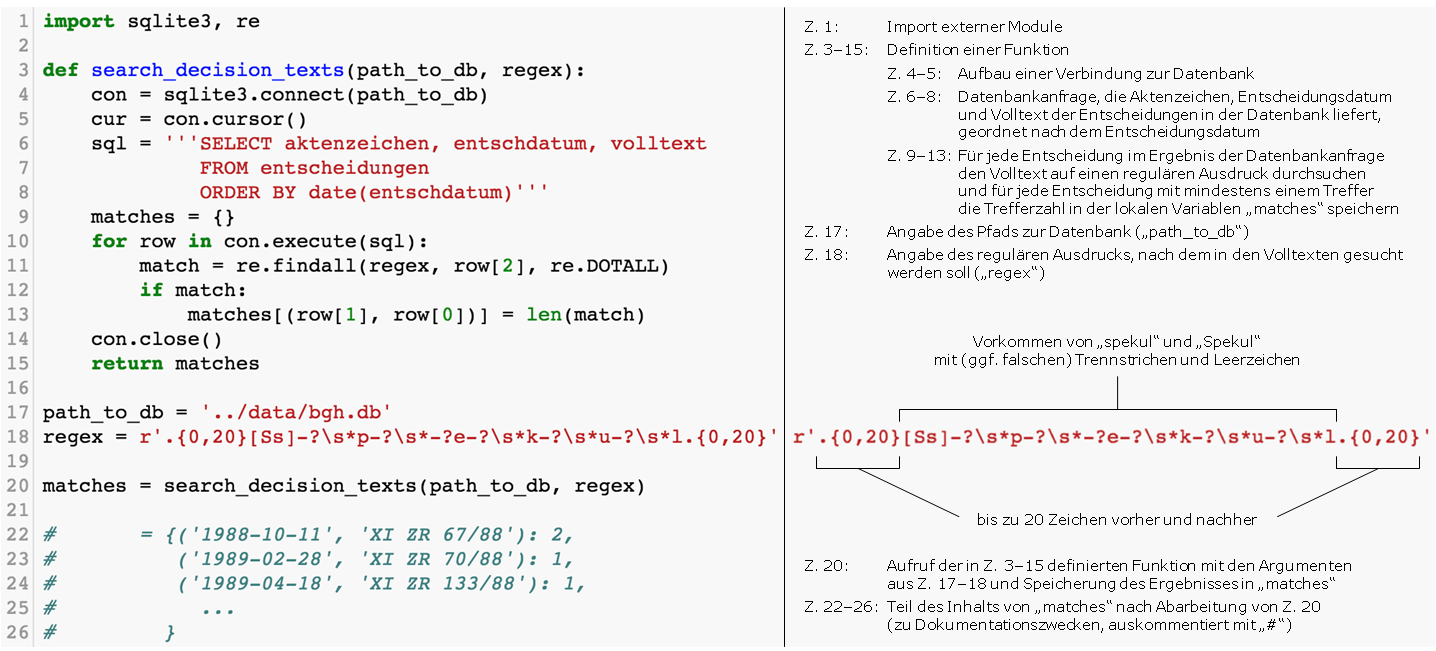 1 import sqlite3, re
2
3 def search_decision_texts(path_to_db, regex):
4     con = sqlite3.connect(path_to_db)
5     cur = con.cursor()
6     sql = '''SELECT aktenzeichen, entschdatum, volltext
7              FROM entscheidungen
8              ORDER BY date(entschdatum)'''
9     matches = {}
10     for row in con.execute(sql):
11         match = re.findall(regex, row[2], re.DOTALL)
12         if match:
13             matches[(row[1], row[0])] = len(match)
14     con.close()
15     return matches
16
17 path_to_db = '../data/bgh.db'
18 regex = r'.{0,20}[Ss]-?\s*p-?\s*-?e-?\s*k-?\s*u-?\s*l.{0,20}'
19
20 matches = search_decision_texts(path_to_db, regex)
21
22 #       = {('1988-10-11', 'XI ZR 67/88'): 2,
23 #          ('1989-02-28', 'XI ZR 70/88'): 1,
24 #          ('1989-04-18', 'XI ZR 133/88'): 1,
25 #            ...
26 #         }
Z. 1: Import externer Module
Z. 3–15: Definition einer Funktion
Z. 4–5: Aufbau einer Verbindung zur Datenbank
Z. 6–8: Datenbankanfrage, die Aktenzeichen, Entscheidungsdatum
und Volltext der Entscheidungen in der Datenbank liefert,
geordnet nach dem Entscheidungsdatum
Z. 9–13: Für jede Entscheidung im Ergebnis der Datenbankanfrage
den Volltext auf einen regulären Ausdruck durchsuchen
und für jede Entscheidung mit mindestens einem Treffer
die Trefferzahl in der lokalen Variablen „matches“ speichern
Z. 17: Angabe des Pfads zur Datenbank („path_to_db“)
Z. 18: Angabe des regulären Ausdrucks, nach dem in den Volltexten gesucht
werden soll („regex“)
Vorkommen von „spekul“ und „Spekul“
mit (ggf. falschen) Trennstrichen und Leerzeichen
r'.{0,20}[Ss]-?\s*p-?\s*-?e-?\s*k-?\s*u-?\s*l.{0,20}'
bis zu 20 Zeichen vorher und nachher
Z. 20: Aufruf der in Z. 3–15 definierten Funktion mit den Argumenten
aus Z. 17–18 und Speicherung des Ergebnisses in „matches“
Z. 22–26: Teil des Inhalts von „matches“ nach Abarbeitung von Z. 20
(zu Dokumentationszwecken, auskommentiert mit „#“)